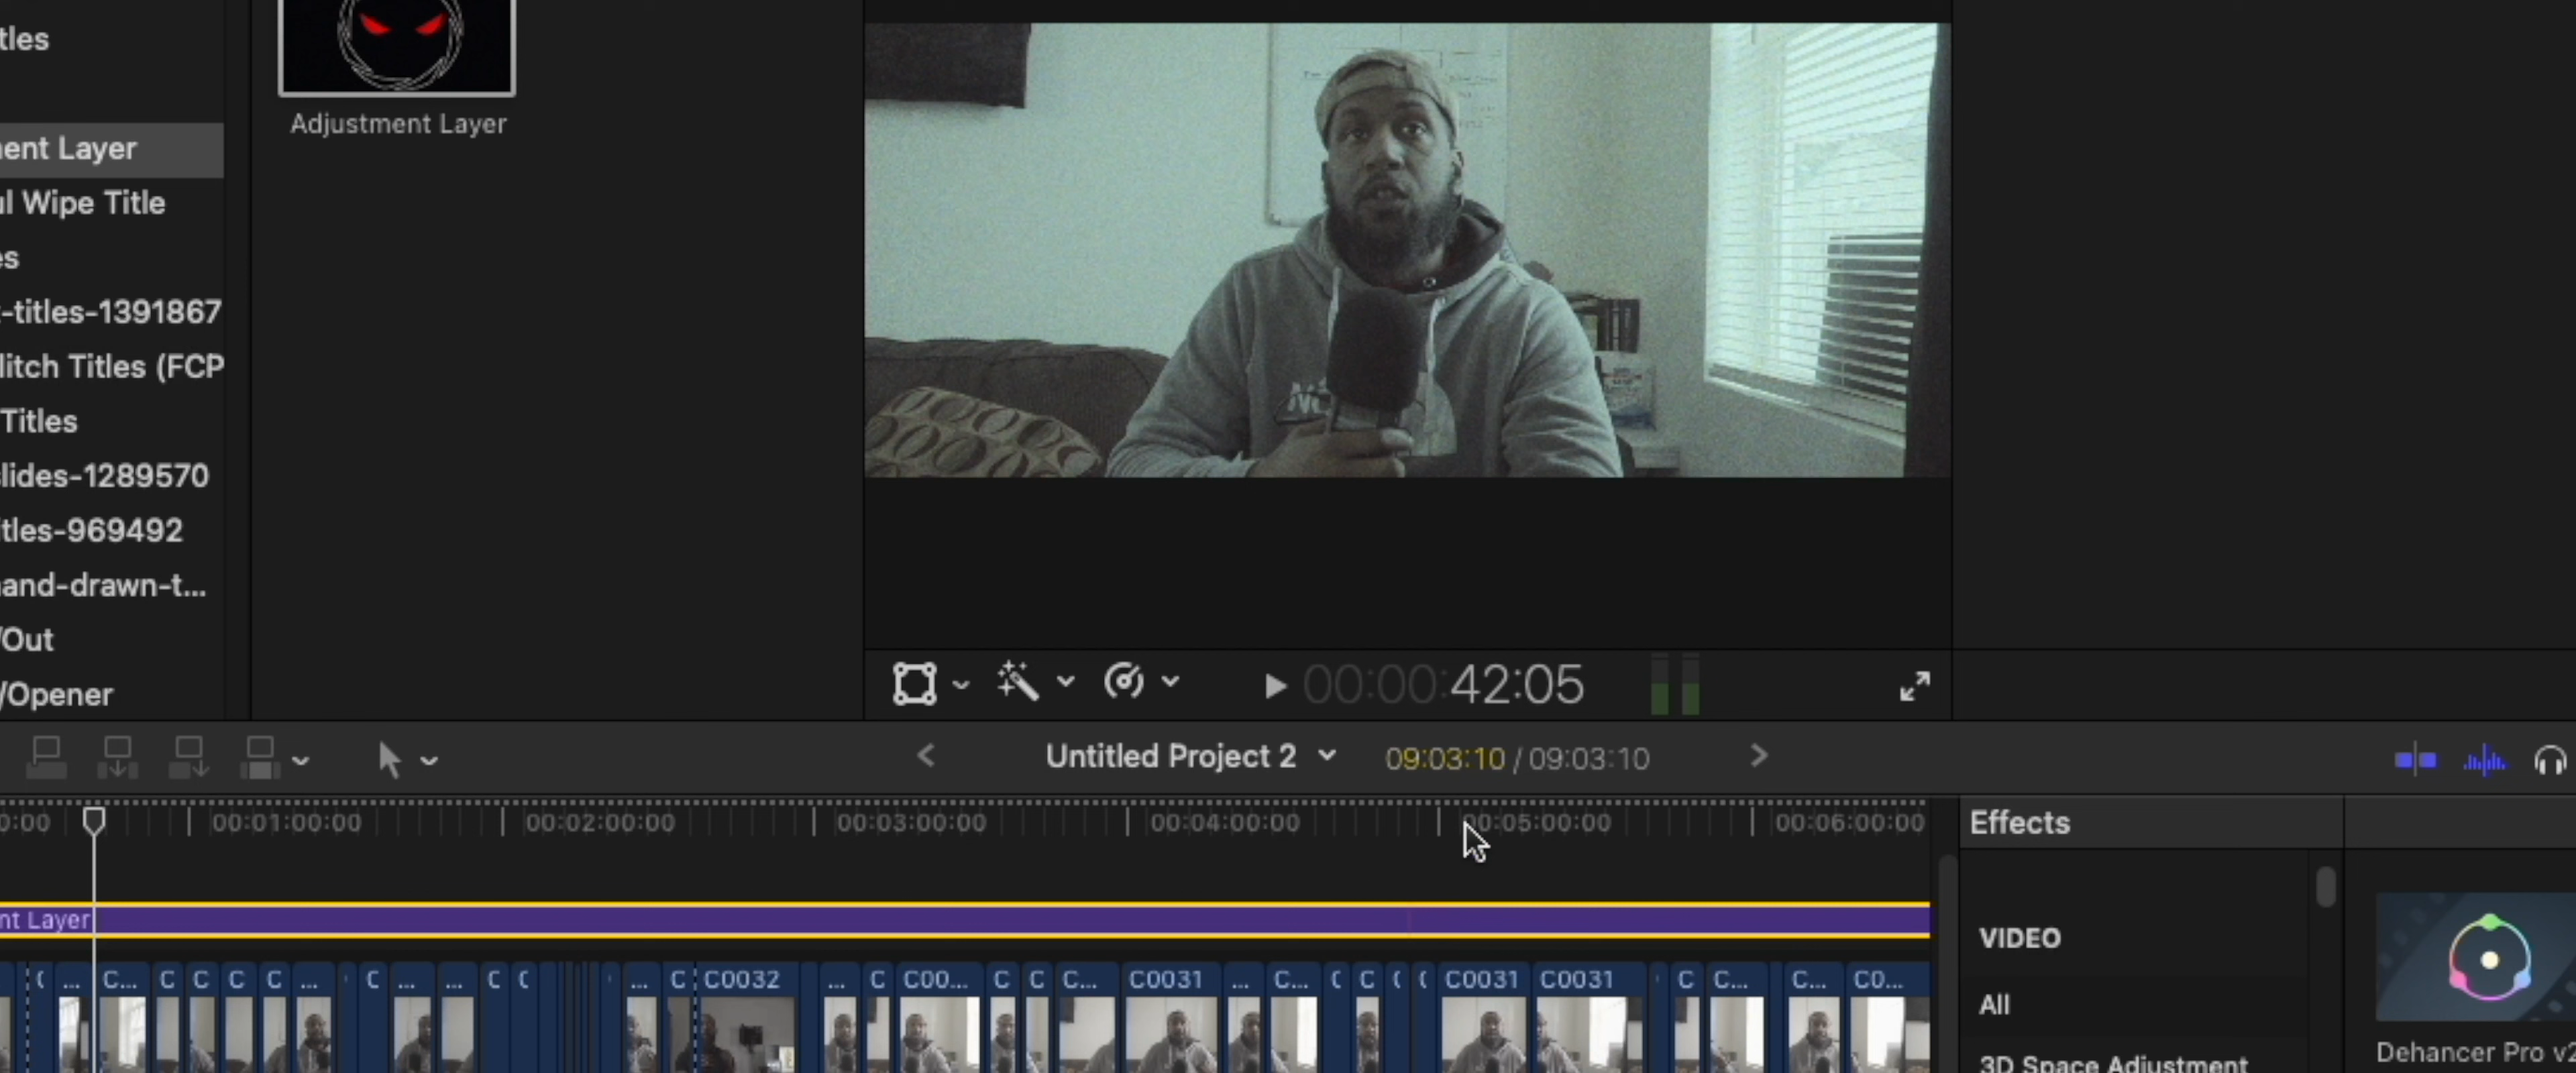 tles
Adjustment Layer
ent Layer
l Wipe Title
es
-titles-1391867
litch Titles (FCP
Titles
lides-1289570
itles-969492
and-drawn-t...
/Out
/Opener
00:00:42:05
Untitled Project 2
09:03:10 / 09:03:10
0:00
00:01:00:00
00:02:00:00
00:03:00:00
00:04:00:00
00:05:00:00
00:06:00:00
Effects
nt Layer
VIDEO
C ... C... C C C C ... C ... ... C C ... C C0032 ... C C00... C C C... C0031 ... C... C C C C C0031 C0031 C C... C... C0...
All
3D Space Adjustment
Dehancer Pro v2